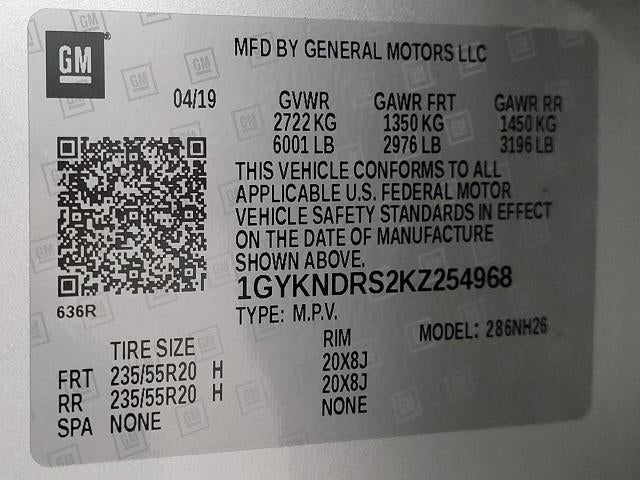 GM
MFD BY GENERAL MOTORS LLC
04/19 GVWR GAWR FRT GAWR RR
2722 KG 1350 KG 1450 KG
6001 LB 2976 LB 3196 LB
THIS VEHICLE CONFORMS TO ALL
APPLICABLE U.S. FEDERAL MOTOR
VEHICLE SAFETY STANDARDS IN EFFECT
ON THE DATE OF MANUFACTURE
SHOWN ABOVE.
1GYKNDRS2KZ254968
636R
TYPE: M.P.V. MODEL: 286NH26
TIRE SIZE RIM
FRT 235/55R20 H 20X8J
RR 235/55R20 H 20X8J
SPA NONE NONE